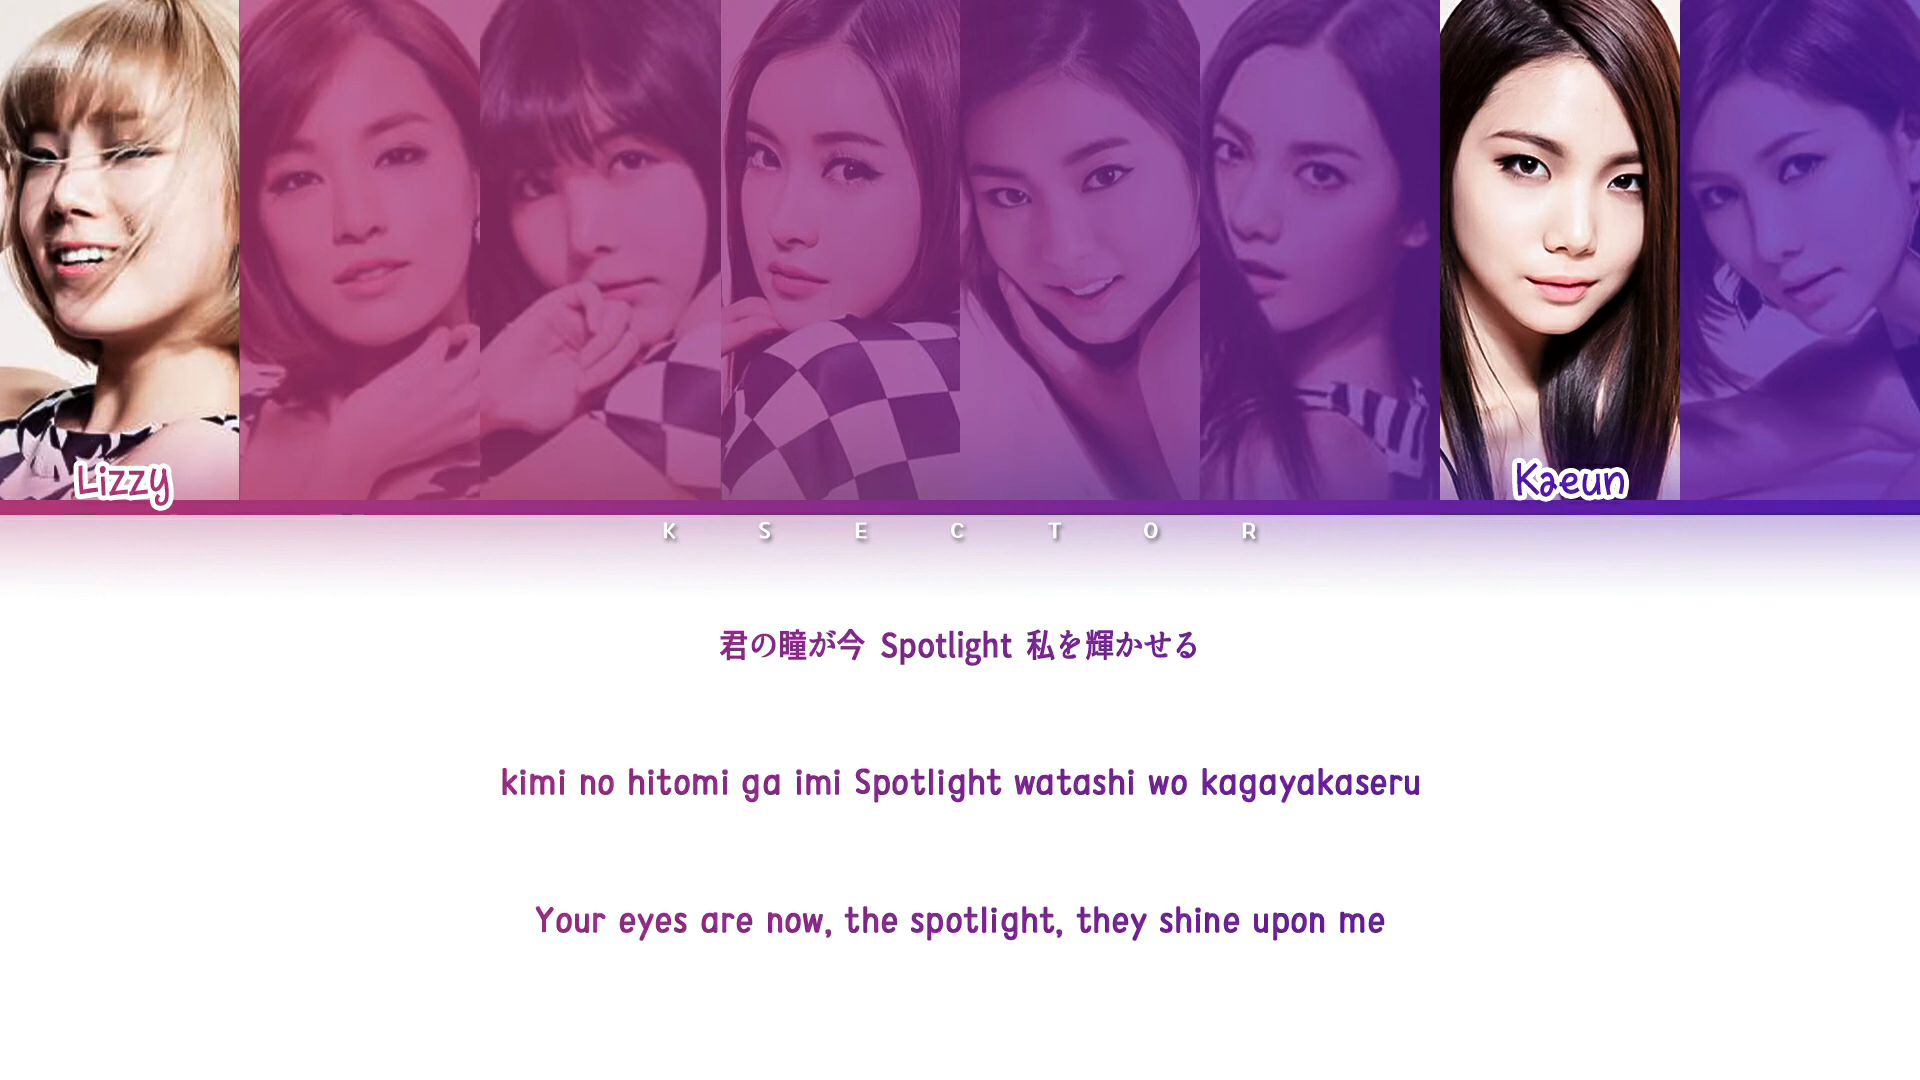 Lizzy
Kaeun
K S E C T O R
君の瞳が今 Spotlight 私を輝かせる
kimi no hitomi ga imi Spotlight watashi wo kagayakaseru
Your eyes are now, the spotlight, they shine upon me